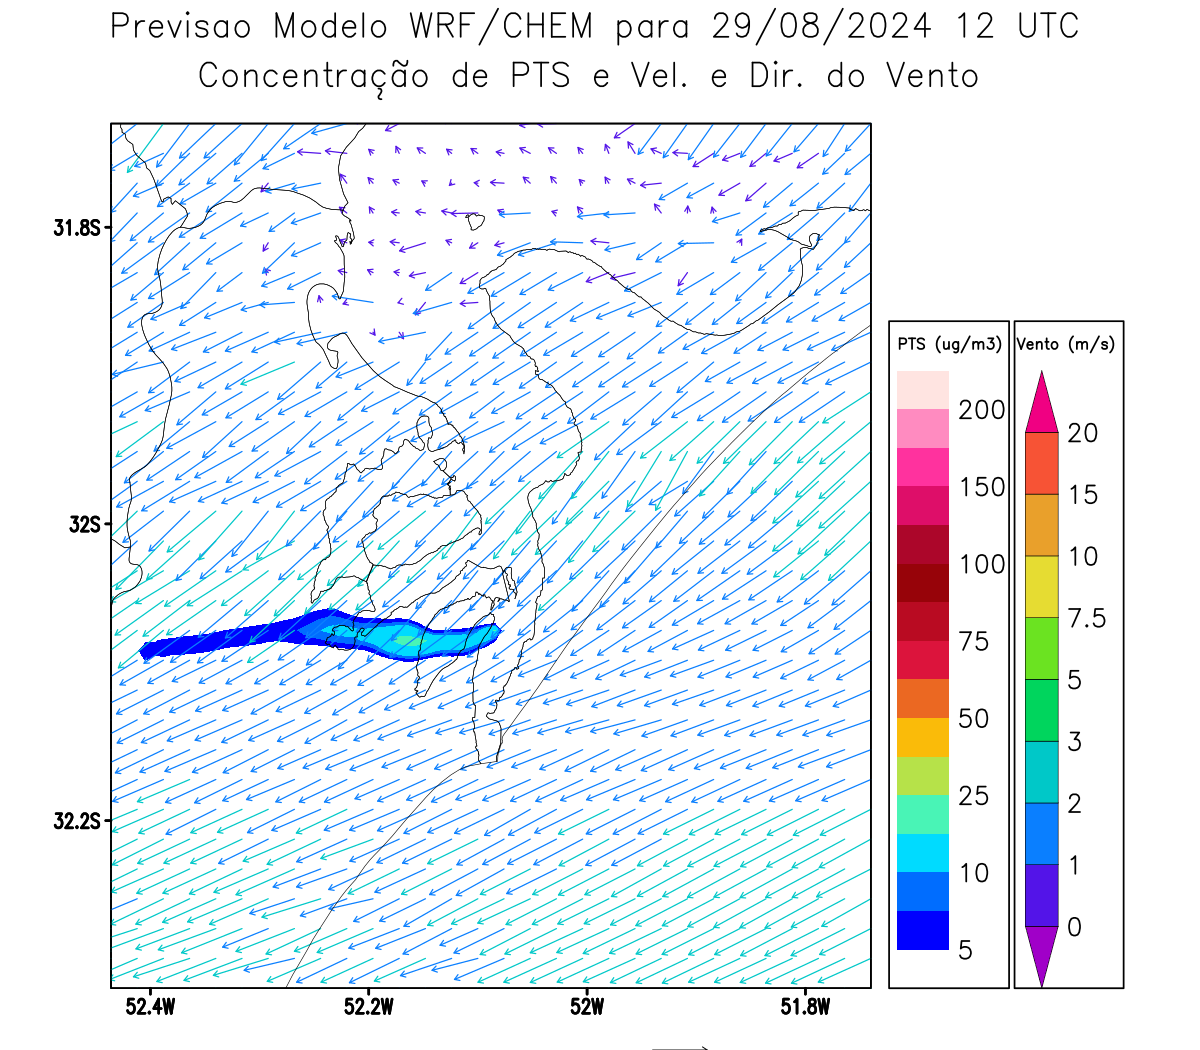 Previsao Modelo WRF/CHEM para 29/08/2024 12 UTC
Concentração de PTS e Vel. e Dir. do Vento
31.8S
32S
32.2S
52.4W
52.2W
52W
51.8W
PTS (ug/m3)
200
150
100
75
50
25
10
5
Vento (m/s)
20
15
10
7.5
5
3
2
1
0